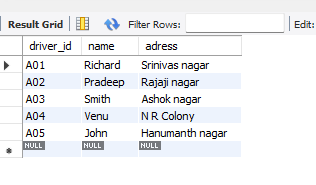 Result Grid Filter Rows: Edit:
driver_id name adress
A01 Richard Srinivas nagar
A02 Pradeep Rajaji nagar
A03 Smith Ashok nagar
A04 Venu N R Colony
A05 John Hanumanth nagar
NULL NULL NULL